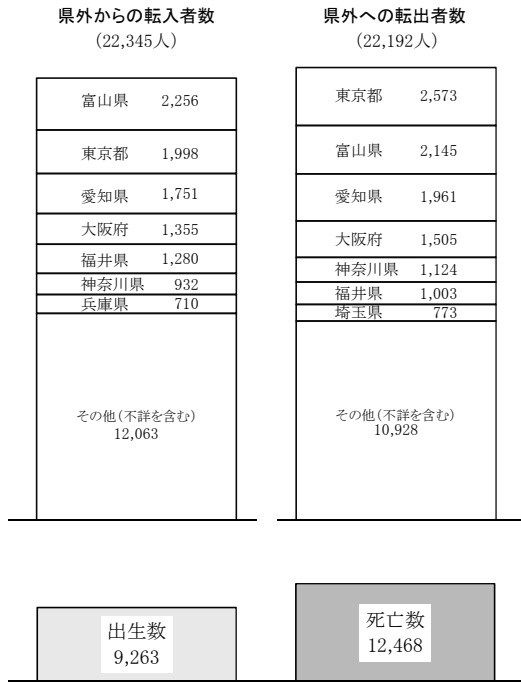 県外からの転入者数
（22,345人）
富山県 2,256
東京都 1,998
愛知県 1,751
大阪府 1,355
福井県 1,280
神奈川県 932
兵庫県 710
その他（不詳を含む）
12,063
県外への転出者数
（22,192人）
東京都 2,573
富山県 2,145
愛知県 1,961
大阪府 1,505
神奈川県 1,124
福井県 1,003
埼玉県 773
その他（不詳を含む）
10,928
出生数
9,263
死亡数
12,468